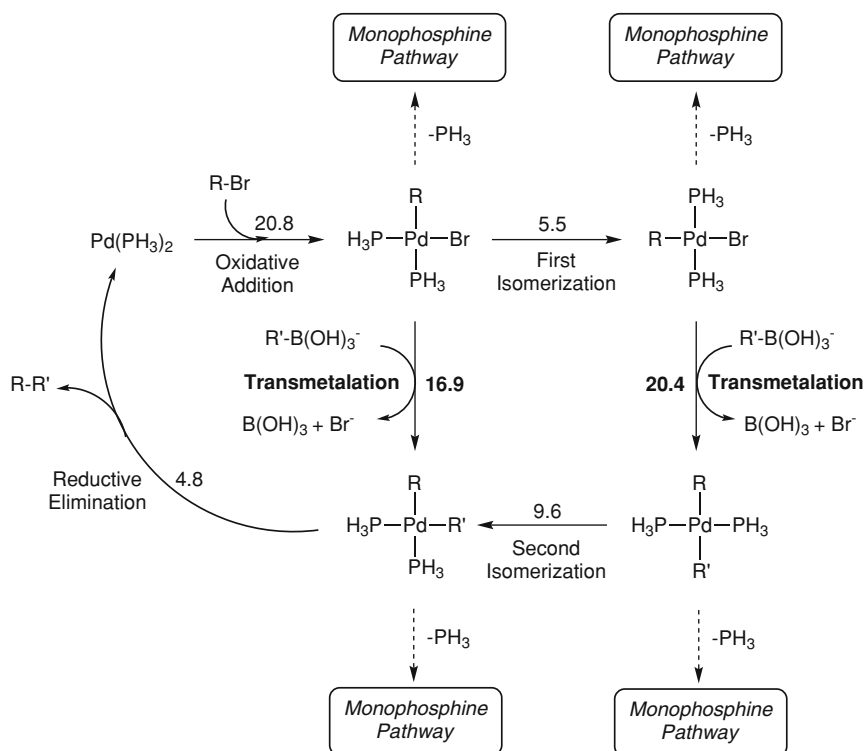 Monophosphine
Pathway
Monophosphine
Pathway
-PH₃
-PH₃
R-Br
20.8
Pd(PH₃)₂
Oxidative
Addition
R
H₃P-Pd-Br
PH₃
5.5
First
Isomerization
PH₃
R-Pd-Br
PH₃
R'-B(OH)₃⁻
Transmetalation
16.9
B(OH)₃ + Br⁻
R'-B(OH)₃⁻
20.4
Transmetalation
B(OH)₃ + Br⁻
R-R'
Reductive
Elimination
4.8
R
H₃P-Pd-R'
PH₃
9.6
Second
Isomerization
R
H₃P-Pd-PH₃
R'
-PH₃
-PH₃
Monophosphine
Pathway
Monophosphine
Pathway